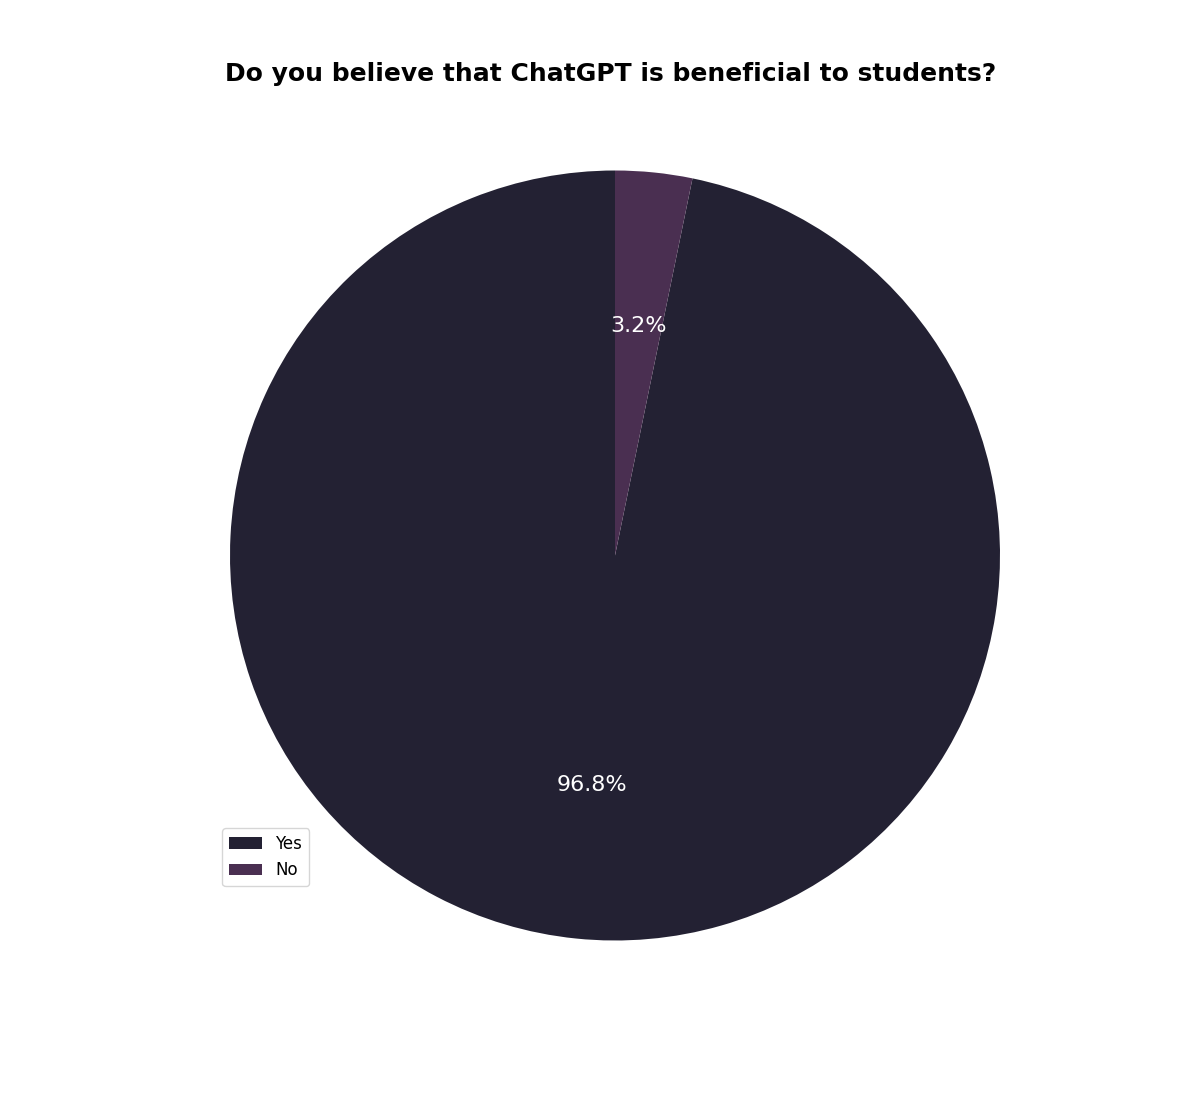 Do you believe that ChatGPT is beneficial to students?
3.2%
96.8%
Yes
No